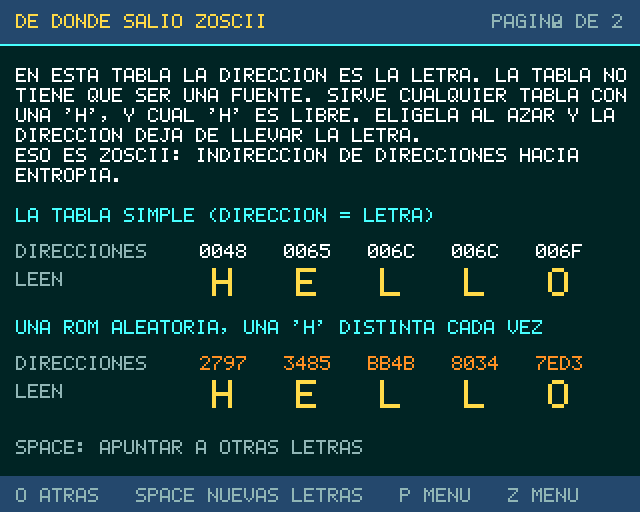 DE DONDE SALIO ZOSCII
DE 2
EN ESTA TABLA LA DIRECCION ES LA LETRA. LA TABLA NO
TIENE QUE SER UNA FUENTE. SIRVE CUALQUIER TABLA CON
UNA 'H', Y CUAL 'H' ES LIBRE. ELIGELA AL AZAR Y LA
DIRECCION DEJA DE LLEVAR LA LETRA.
ESO ES ZOSCII: INDIRECCION DE DIRECCIONES HACIA
ENTROPIA.
LA TABLA SIMPLE (DIRECCION = LETRA)
DIRECCIONES 0048 0065 006C 006C 006F
LEEN H E L L O
UNA ROM ALEATORIA, UNA 'H' DISTINTA CADA VEZ
DIRECCIONES 2797 3485 BB4B 8034 7ED3
LEEN H E L L O
SPACE: APUNTAR A OTRAS LETRAS
O ATRAS SPACE NUEVAS LETRAS P MENU Z MENU